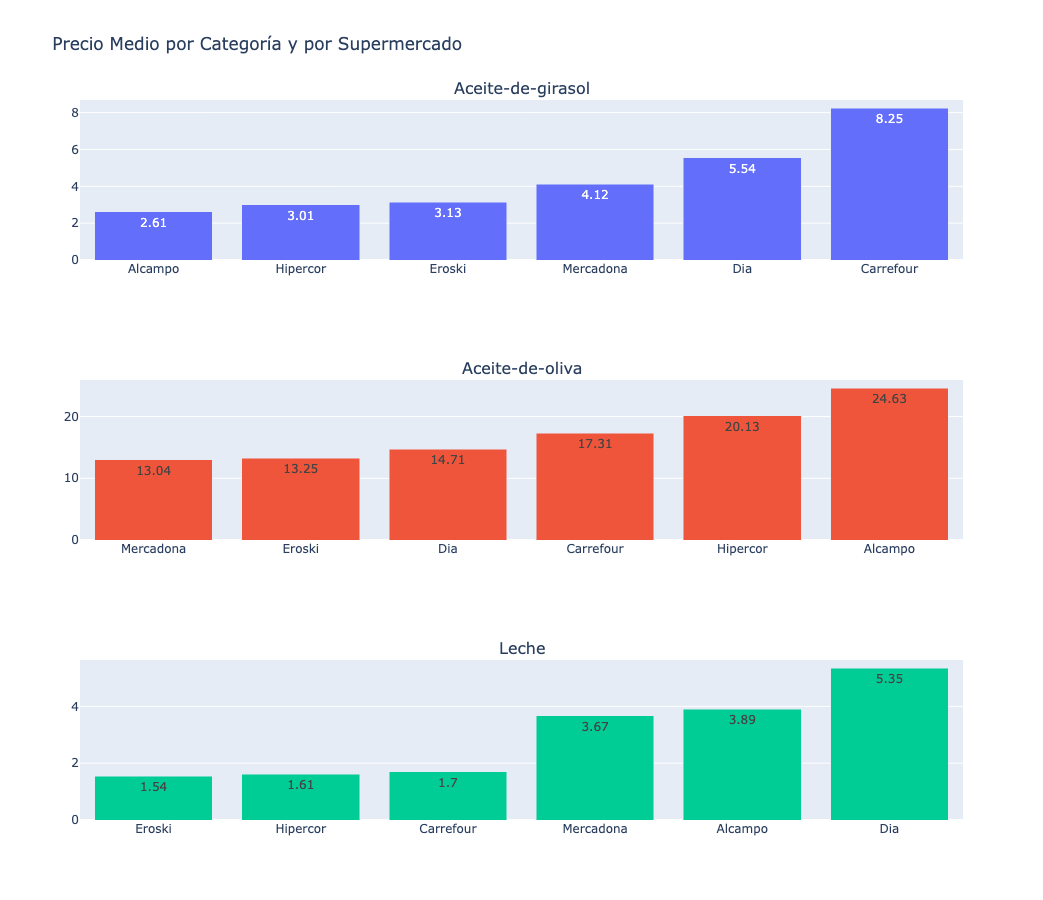 Precio Medio por Categoría y por Supermercado
Aceite-de-girasol
8
6
4
2
0
2.61
3.01
3.13
4.12
5.54
8.25
Alcampo
Hipercor
Eroski
Mercadona
Dia
Carrefour
Aceite-de-oliva
20
10
0
13.04
13.25
14.71
17.31
20.13
24.63
Mercadona
Eroski
Dia
Carrefour
Hipercor
Alcampo
Leche
4
2
0
1.54
1.61
1.7
3.67
3.89
5.35
Eroski
Hipercor
Carrefour
Mercadona
Alcampo
Dia